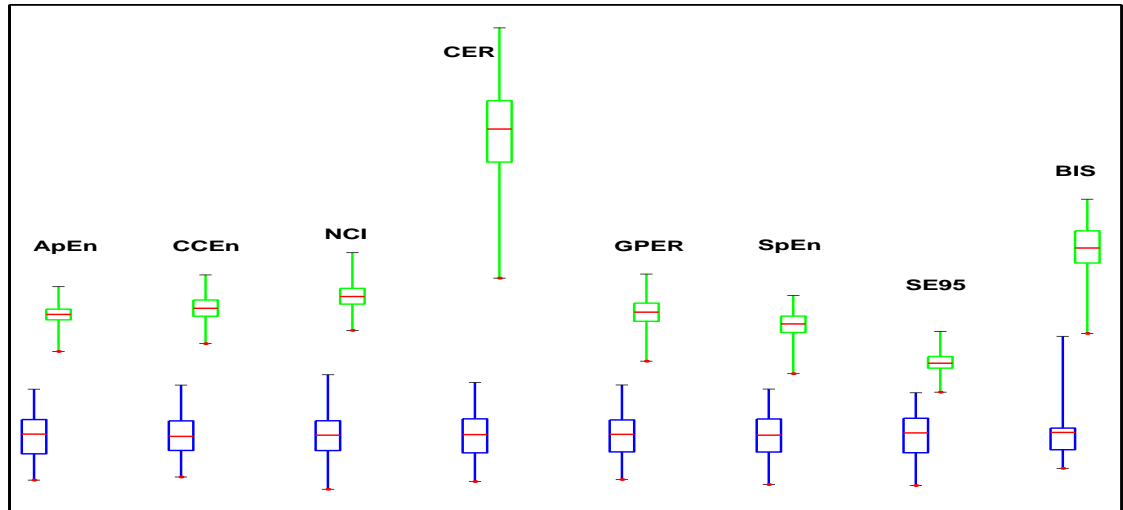 ApEn
CCEn
NCI
CER
GPER
SpEn
SE95
BIS